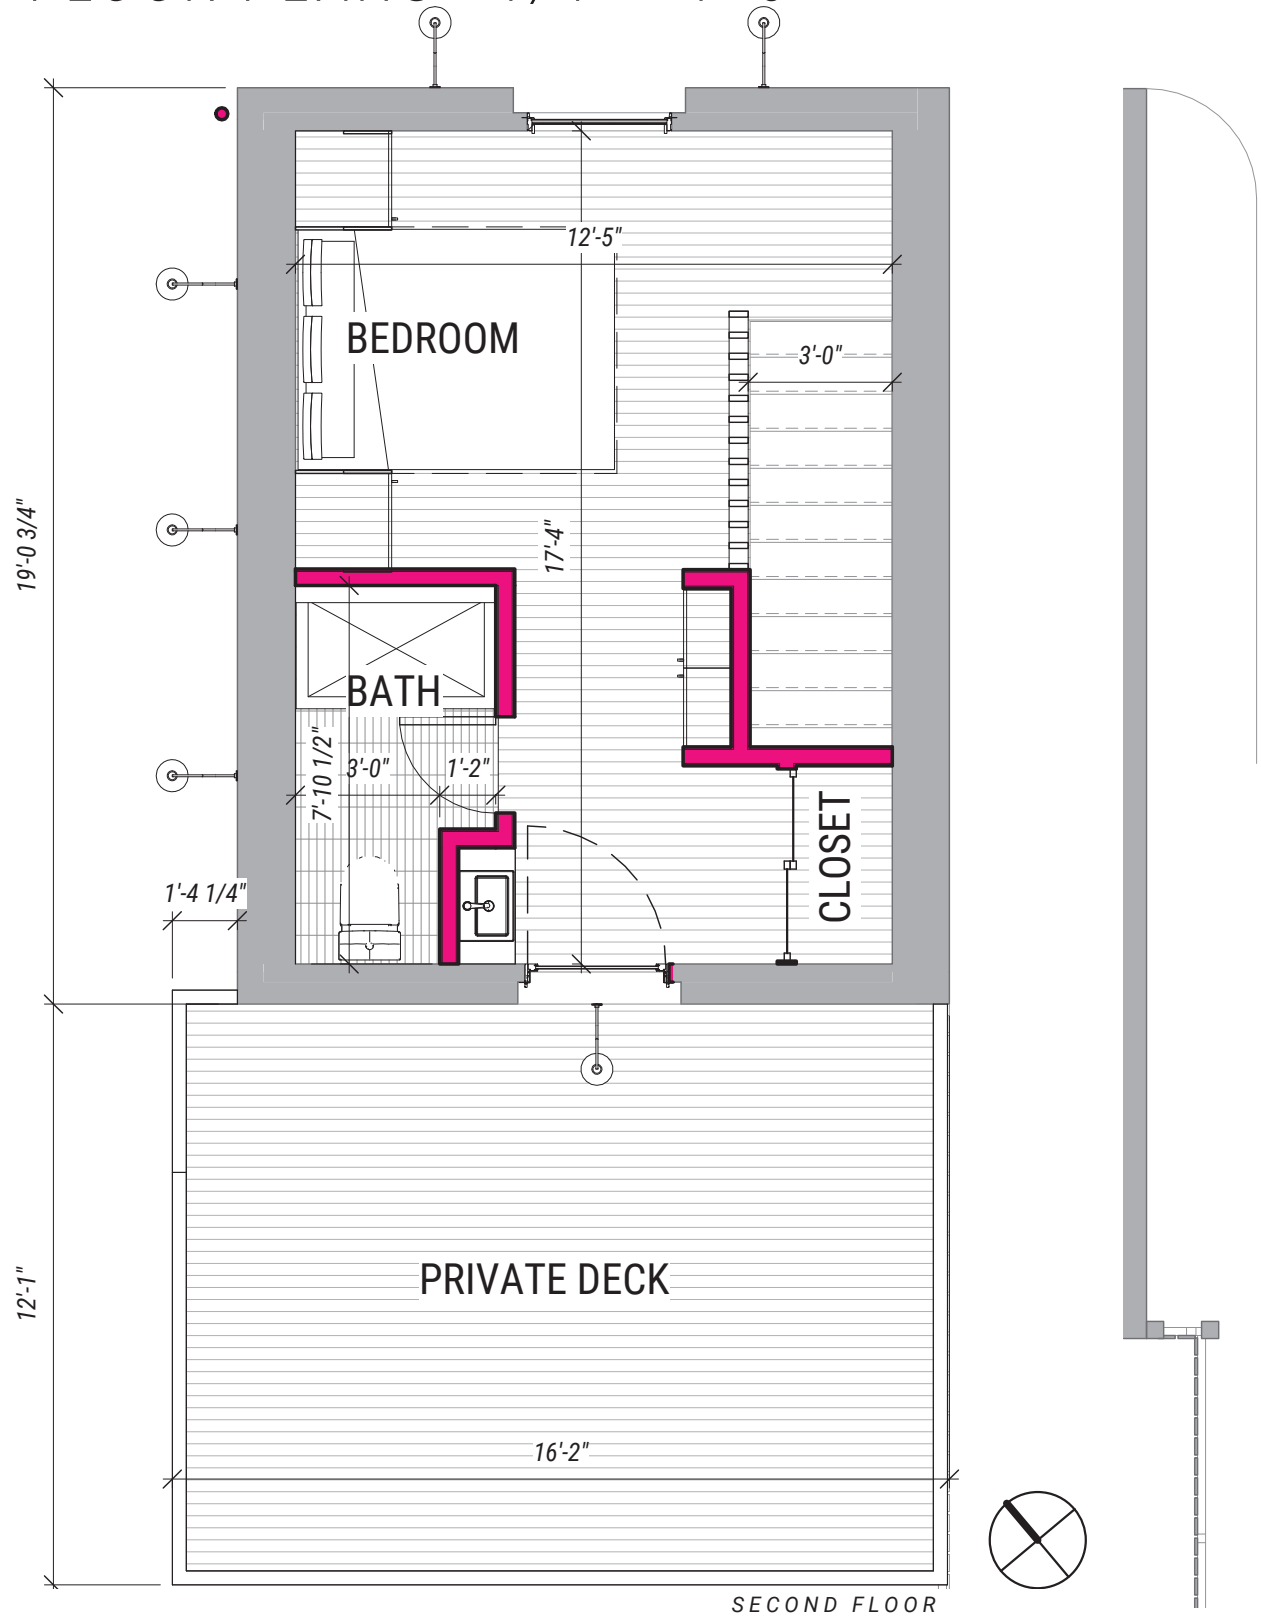 12'-5"
BEDROOM
3'-0"
19'-0 3/4"
17'-4"
BATH
7'-10 1/2"
3'-0"
1'-2"
CLOSET
1'-4 1/4"
PRIVATE DECK
12'-1"
16'-2"
SECOND FLOOR